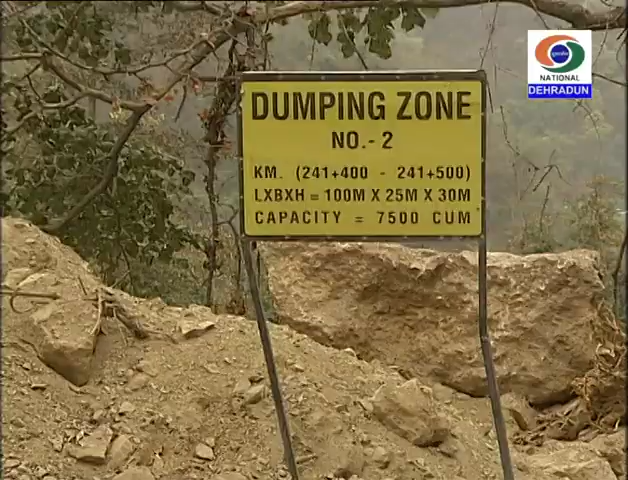 DUMPING ZONE
NO.- 2
KM. (241+400 - 241+500)
LXBXH = 100M X 25M X 30M
CAPACITY = 7500 CUM
NATIONAL
DEHRADUN